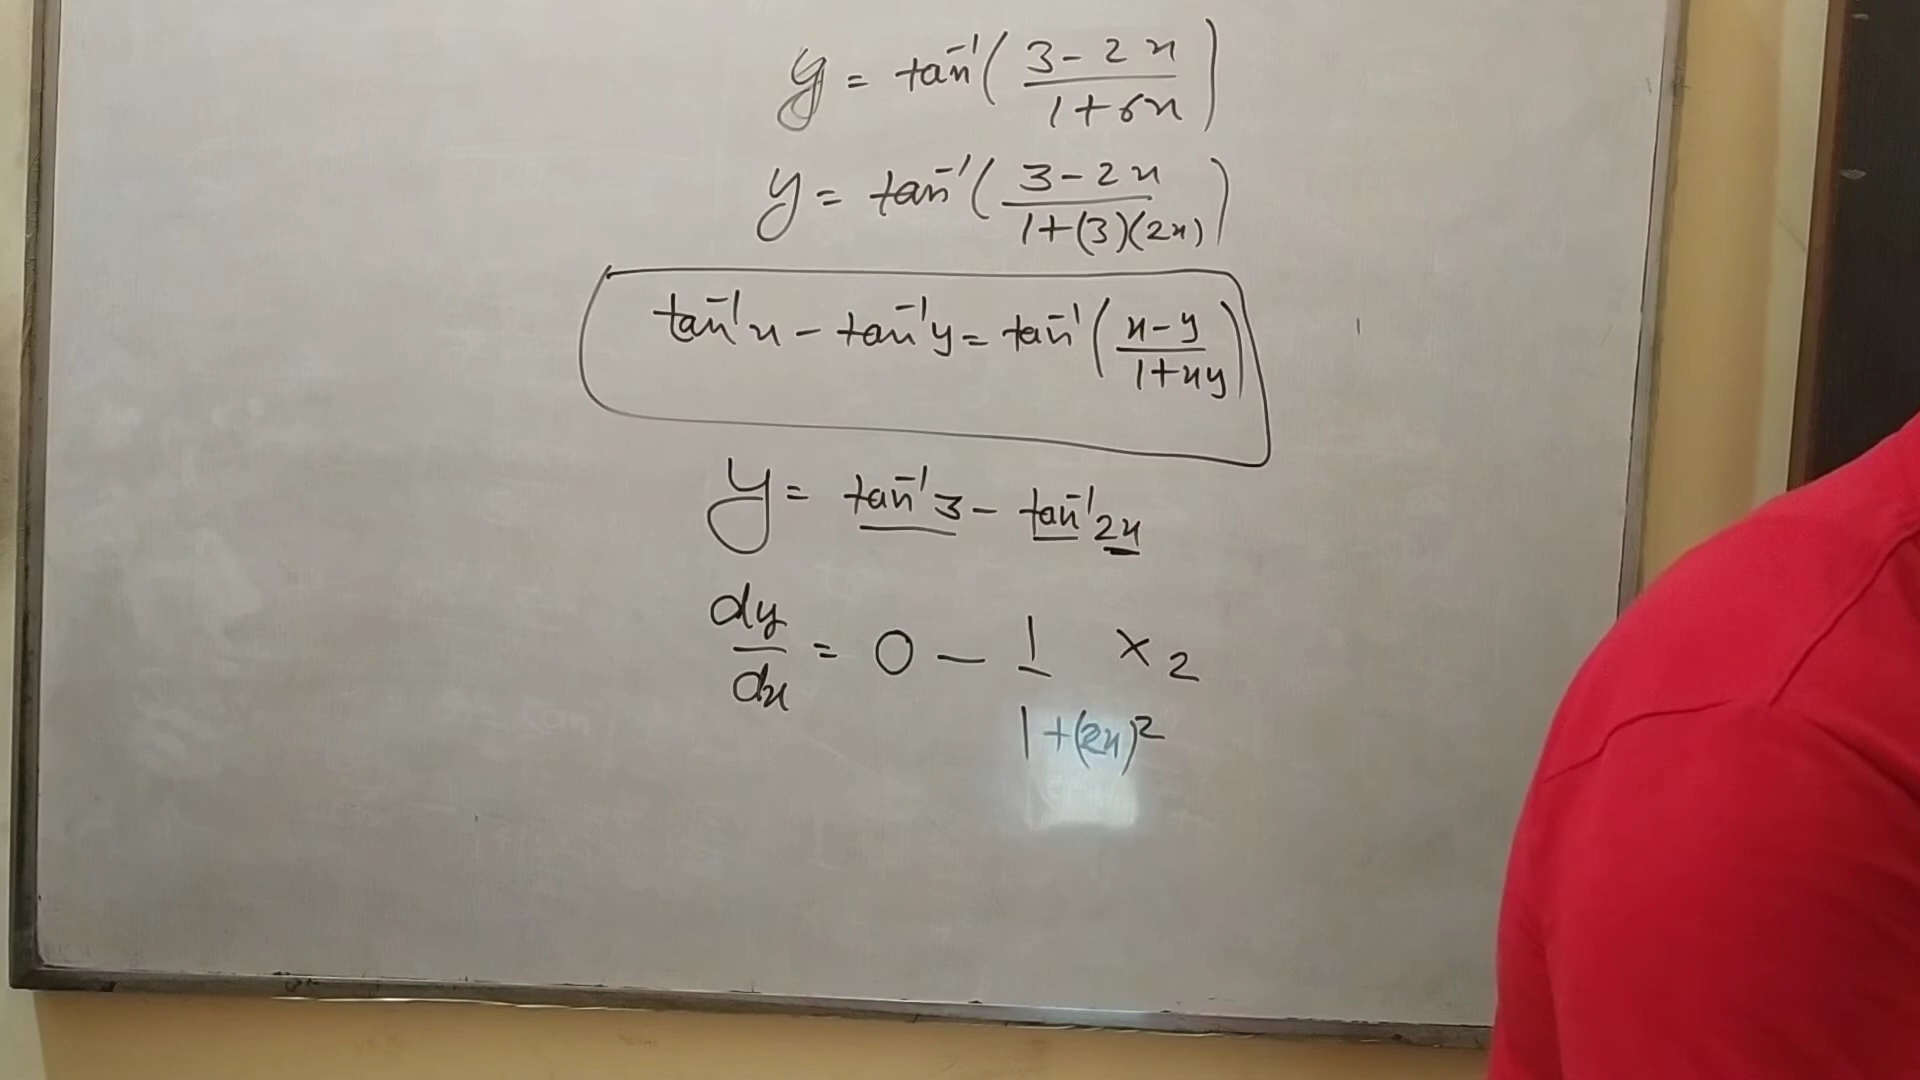 y = tan⁻¹( (3 - 2x) / (1 + 6x) )
y = tan⁻¹( (3 - 2x) / (1 + (3)(2x)) )
tan⁻¹x - tan⁻¹y = tan⁻¹( (x - y) / (1 + xy) )
y = tan⁻¹3 - tan⁻¹2x
dy/dx = 0 - 1 / (1 + (2x)²) × 2